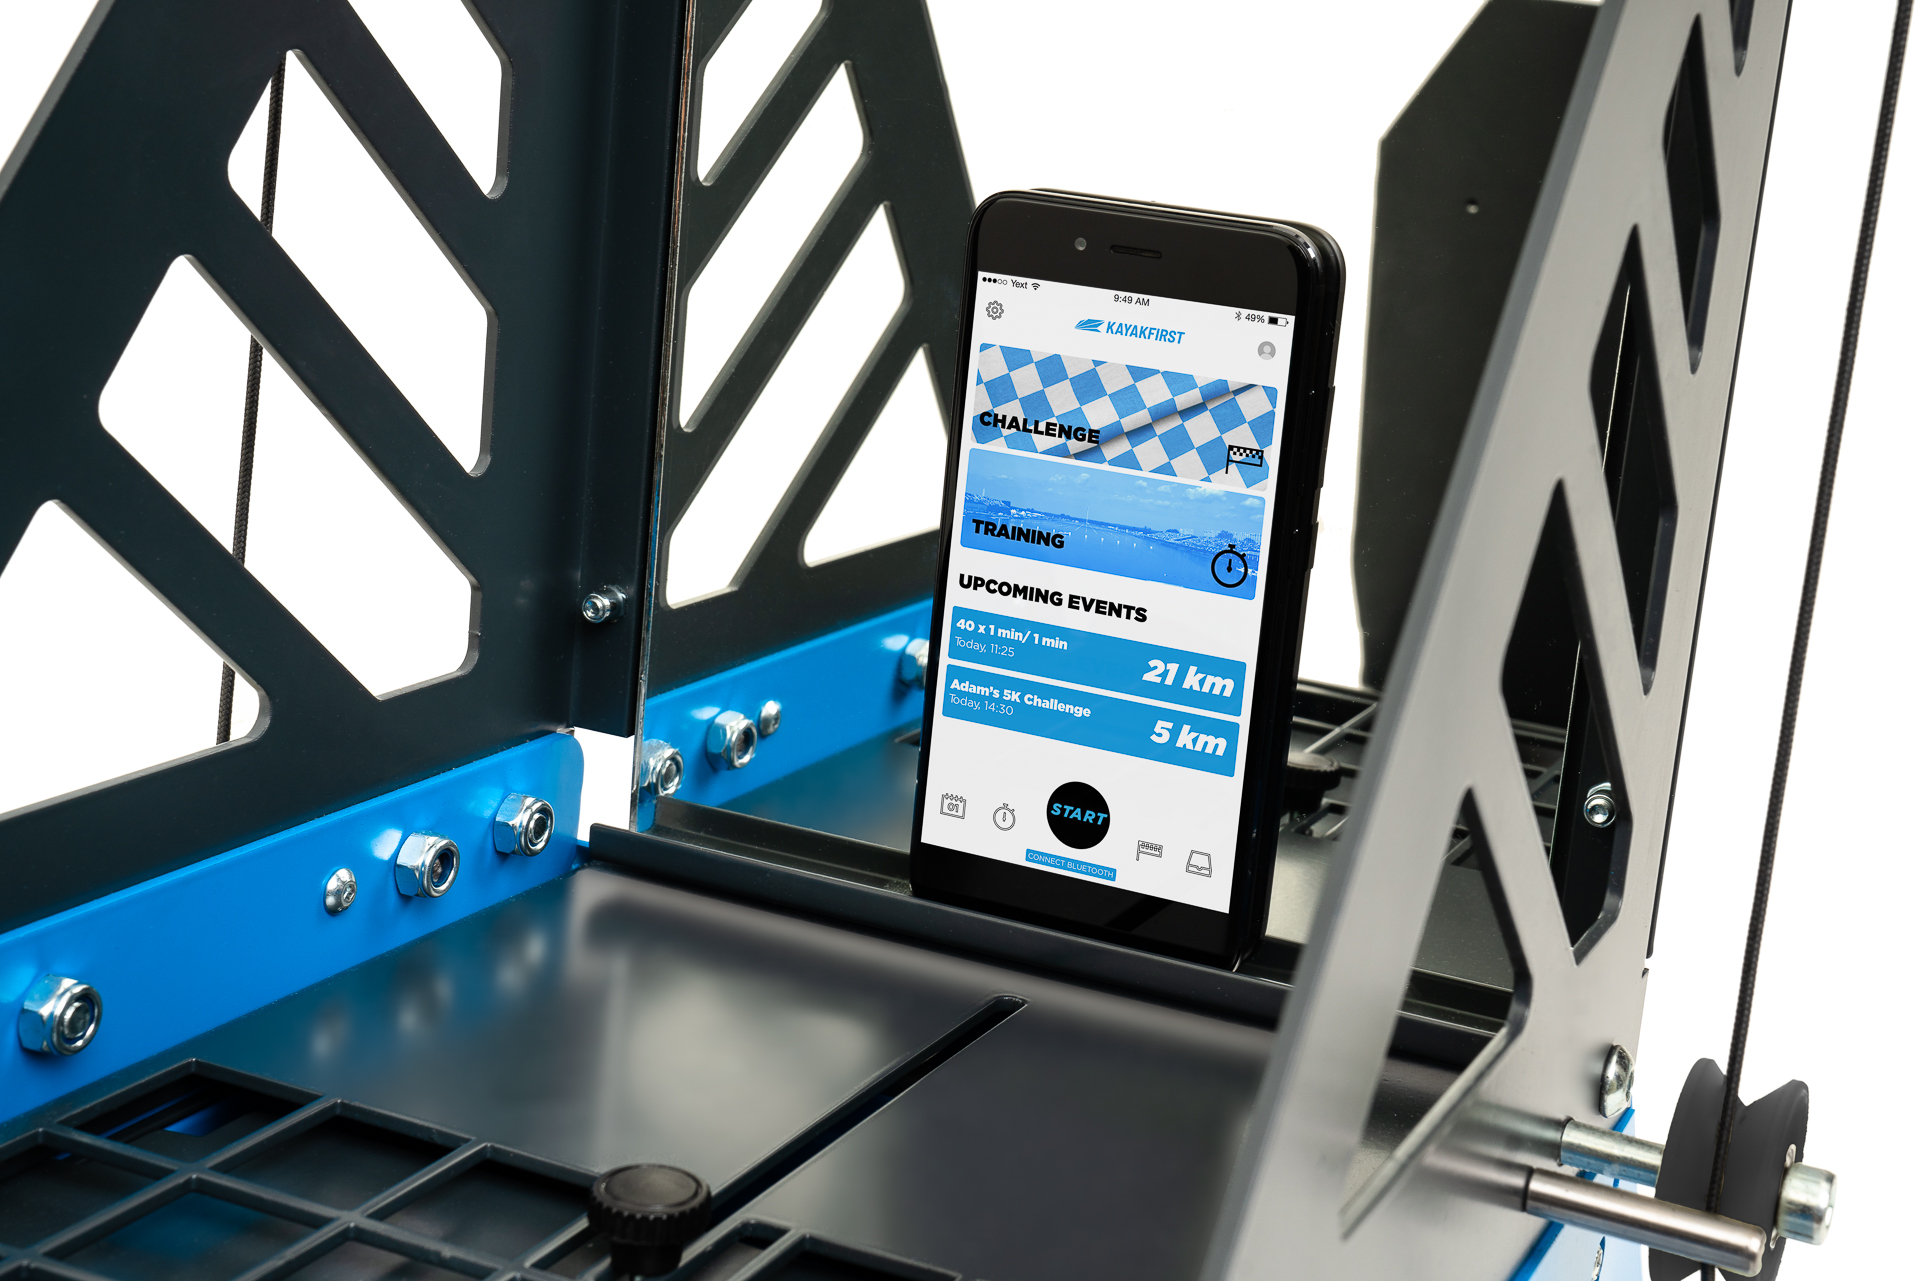 Yext
9:49 AM
49%
KAYAKFIRST
CHALLENGE
TRAINING
UPCOMING EVENTS
40 x 1 min/ 1 min
Today, 11:25
21 km
Adam's 5K Challenge
Today, 14:30
5 km
01
START
CONNECT BLUETOOTH